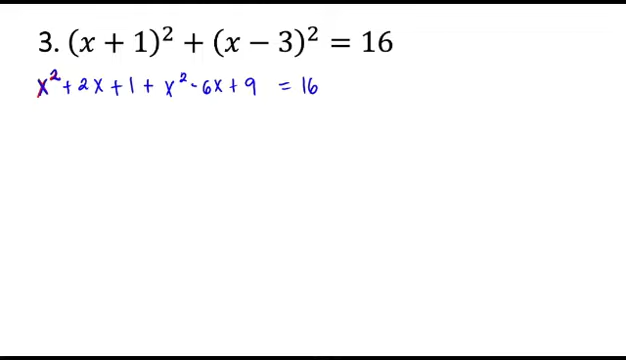 3. (x + 1)² + (x − 3)² = 16
x² + 2x + 1 + x² - 6x + 9 = 16